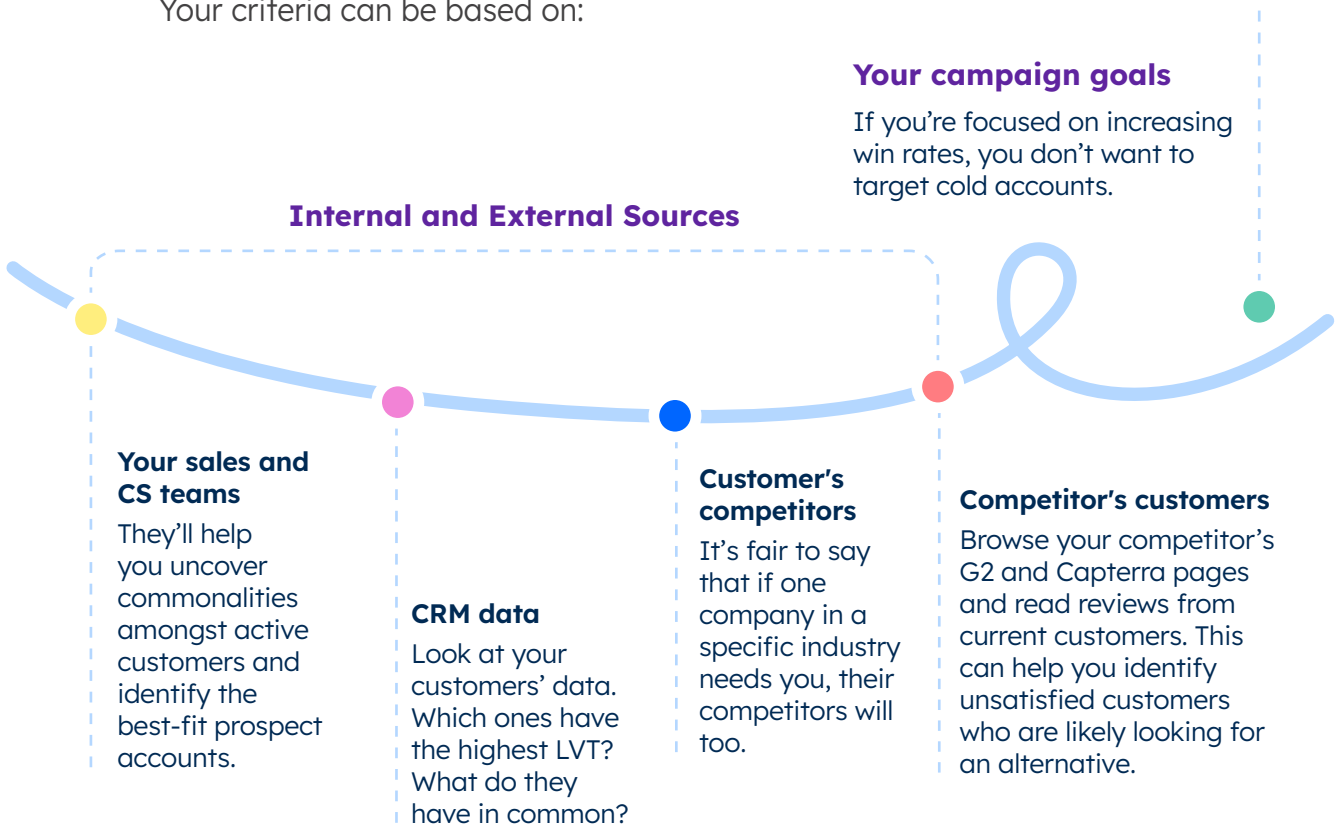 Your criteria can be based on:
Your campaign goals
If you’re focused on increasing
win rates, you don’t want to
target cold accounts.
Internal and External Sources
Your sales and
CS teams
They’ll help
you uncover
commonalities
amongst active
customers and
identify the
best-fit prospect
accounts.
CRM data
Look at your
customers’ data.
Which ones have
the highest LVT?
What do they
have in common?
Customer's
competitors
It’s fair to say
that if one
company in a
specific industry
needs you, their
competitors will
too.
Competitor's customers
Browse your competitor’s
G2 and Capterra pages
and read reviews from
current customers. This
can help you identify
unsatisfied customers
who are likely looking for
an alternative.